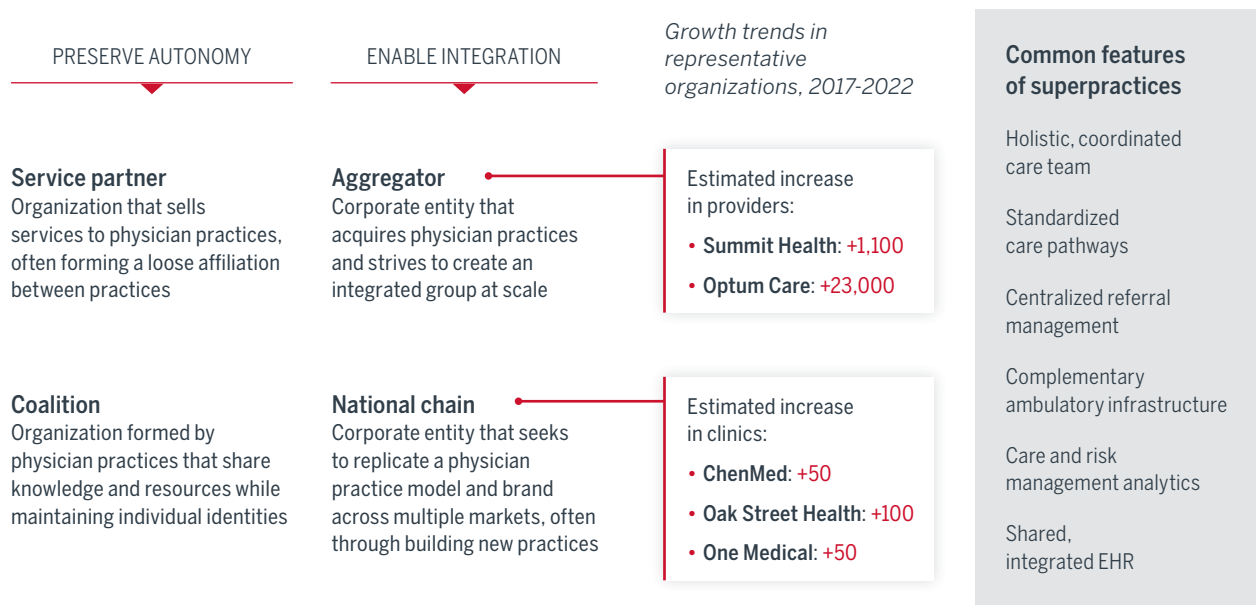 PRESERVE AUTONOMY
ENABLE INTEGRATION
Growth trends in
representative
organizations, 2017-2022
Service partner
Organization that sells
services to physician practices,
often forming a loose affiliation
between practices
Aggregator
Corporate entity that
acquires physician practices
and strives to create an
integrated group at scale
Estimated increase
in providers:
• Summit Health: +1,100
• Optum Care: +23,000
Coalition
Organization formed by
physician practices that share
knowledge and resources while
maintaining individual identities
National chain
Corporate entity that seeks
to replicate a physician
practice model and brand
across multiple markets, often
through building new practices
Estimated increase
in clinics:
• ChenMed: +50
• Oak Street Health: +100
• One Medical: +50
Common features
of superpractices
Holistic, coordinated
care team
Standardized
care pathways
Centralized referral
management
Complementary
ambulatory infrastructure
Care and risk
management analytics
Shared,
integrated EHR